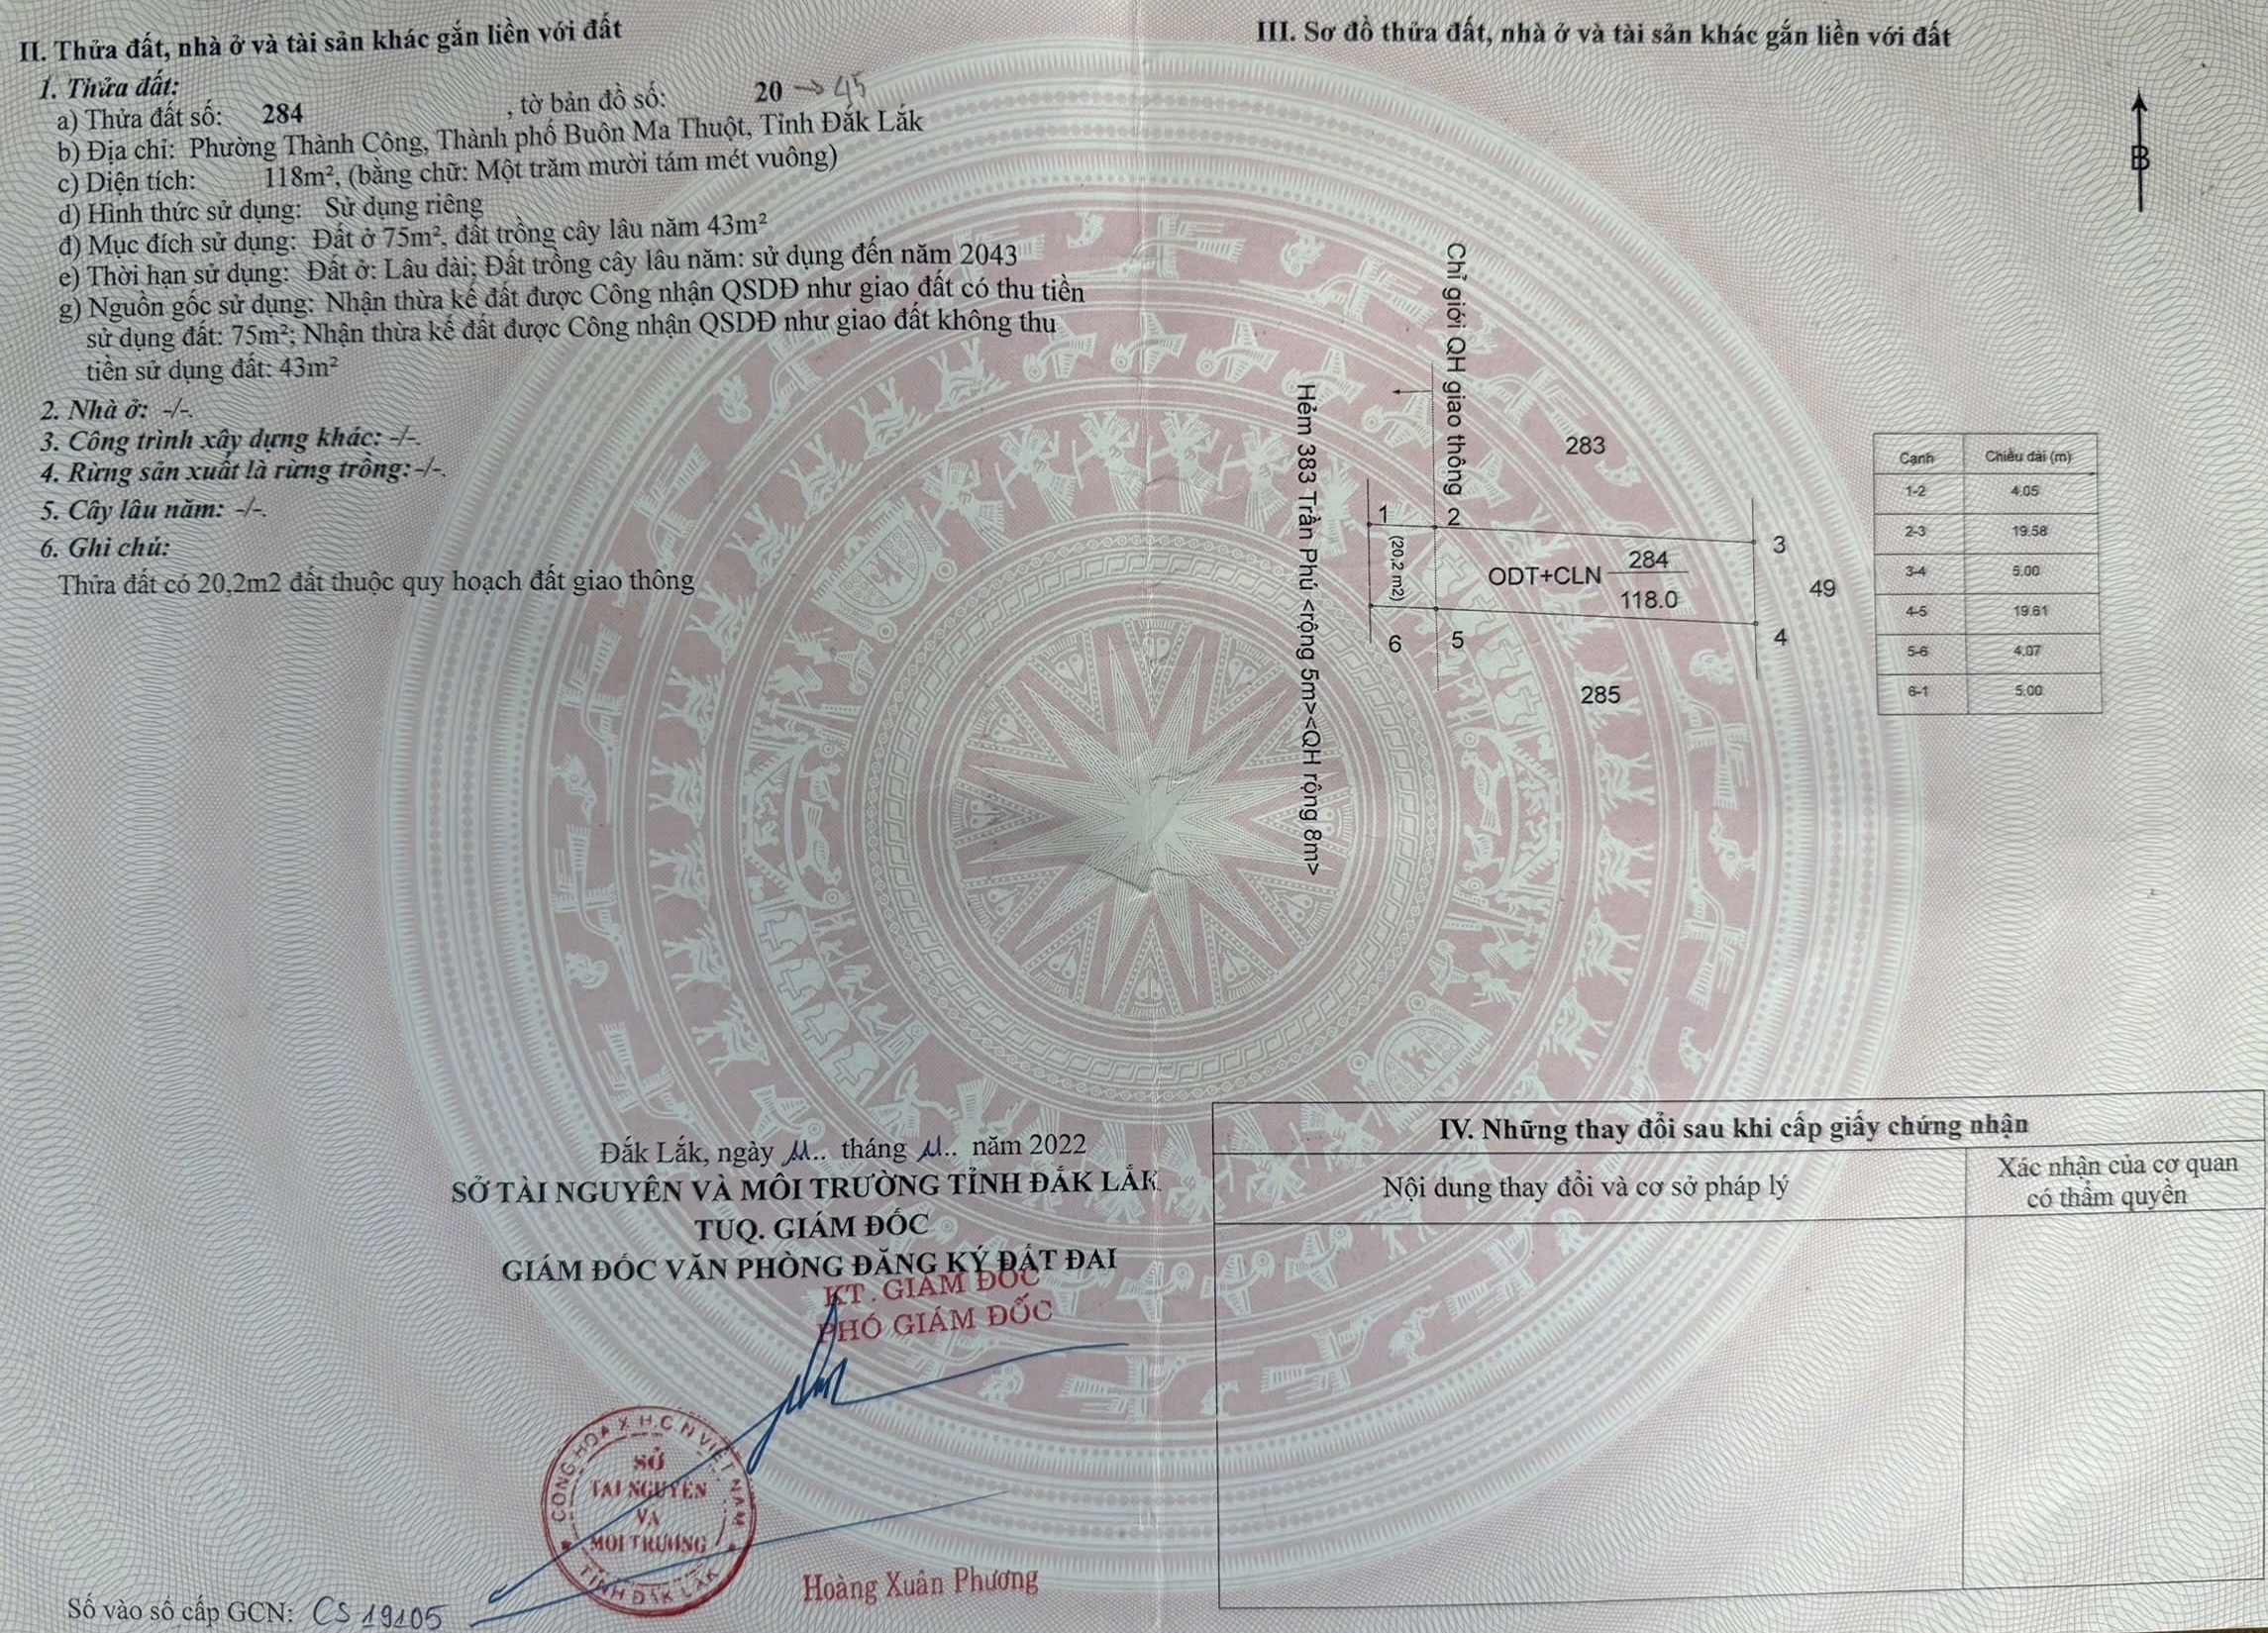 II. Thửa đất, nhà ở và tài sản khác gắn liền với đất
1. Thửa đất:
a) Thửa đất số: 284 , tờ bản đồ số: 20 → 45
b) Địa chỉ: Phường Thành Công, Thành phố Buôn Ma Thuột, Tỉnh Đắk Lắk
c) Diện tích: 118m², (bằng chữ: Một trăm mười tám mét vuông)
d) Hình thức sử dụng: Sử dụng riêng
đ) Mục đích sử dụng: Đất ở 75m², đất trồng cây lâu năm 43m²
e) Thời hạn sử dụng: Đất ở: Lâu dài; Đất trồng cây lâu năm: sử dụng đến năm 2043
g) Nguồn gốc sử dụng: Nhận thừa kế đất được Công nhận QSDĐ như giao đất có thu tiền
sử dụng đất: 75m²; Nhận thừa kế đất được Công nhận QSDĐ như giao đất không thu
tiền sử dụng đất: 43m²
2. Nhà ở: -/-.
3. Công trình xây dựng khác: -/-.
4. Rừng sản xuất là rừng trồng: -/-.
5. Cây lâu năm: -/-.
6. Ghi chú:
Thửa đất có 20,2m2 đất thuộc quy hoạch đất giao thông
Đắk Lắk, ngày 11.. tháng 11.. năm 2022
SỞ TÀI NGUYÊN VÀ MÔI TRƯỜNG TỈNH ĐẮK LẮK
TUQ. GIÁM ĐỐC
GIÁM ĐỐC VĂN PHÒNG ĐĂNG KÝ ĐẤT ĐAI
KT. GIÁM ĐỐC
PHÓ GIÁM ĐỐC
CỘNG HÒA X.H.C.N VIỆT NAM
SỞ
TÀI NGUYÊN
VÀ
MÔI TRƯỜNG
TỈNH ĐẮK LẮK
Hoàng Xuân Phương
Số vào sổ cấp GCN: CS 19105
III. Sơ đồ thửa đất, nhà ở và tài sản khác gắn liền với đất
B
Chỉ giới QH giao thông
Hẻm 383 Trần Phú <rộng 5m><QH rộng 8m>
283
1
2
3
(20,2 m2)
ODT+CLN 284
118.0
49
6
5
4
285
Cạnh Chiều dài (m)
1-2 4.05
2-3 19.58
3-4 5.00
4-5 19.61
5-6 4.07
6-1 5.00
IV. Những thay đổi sau khi cấp giấy chứng nhận
Nội dung thay đổi và cơ sở pháp lý
Xác nhận của cơ quan
có thẩm quyền